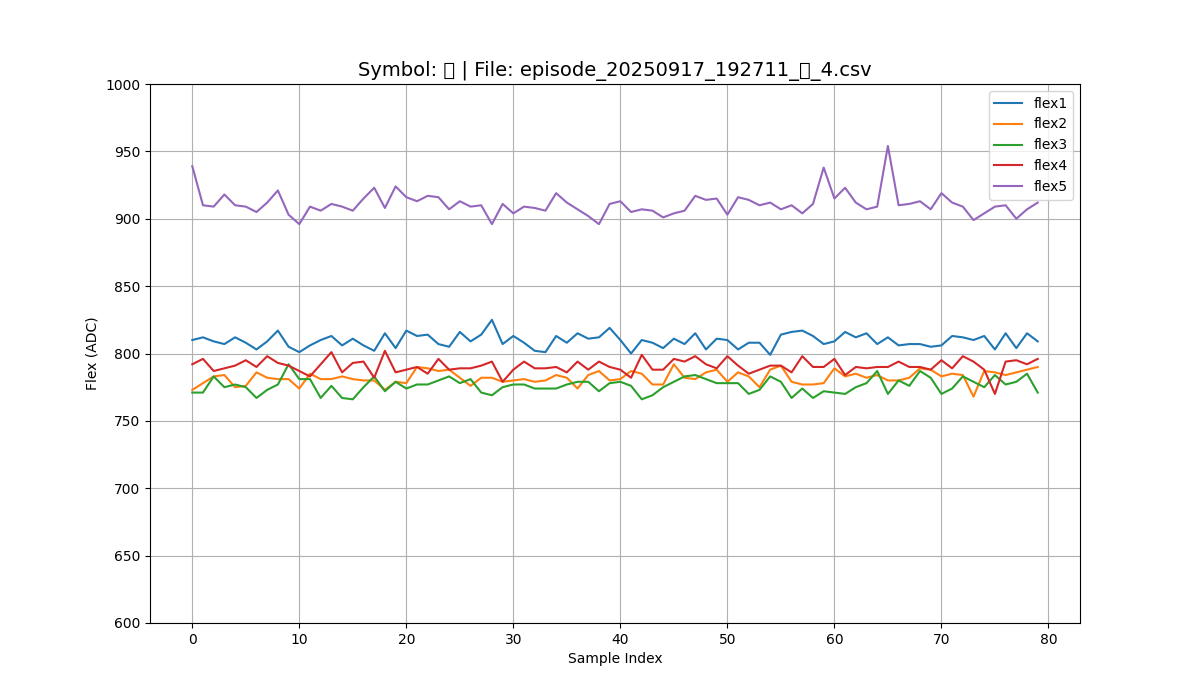 Symbol: | File: episode_20250917_192711_ _4.csv
1000
950
900
850
800
750
700
650
600
Flex (ADC)
flex1
flex2
flex3
flex4
flex5
0 10 20 30 40 50 60 70 80
Sample Index